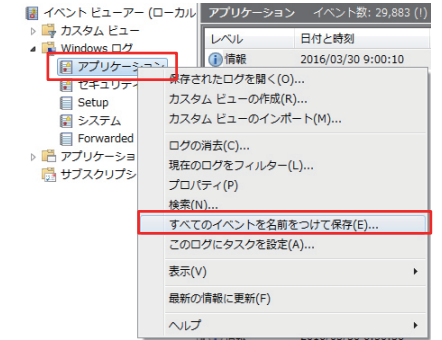 イベント ビューアー (ローカル
カスタム ビュー
Windows ログ
アプリケーション
セキュリティ
Setup
システム
Forwarded
アプリケーショ
サブスクリプシ
アプリケーション イベント数: 29,883 (!)
レベル 日付と時刻
情報 2016/03/30 9:00:10
保存されたログを開く(O)...
カスタム ビューの作成(R)...
カスタム ビューのインポート(M)...
ログの消去(C)...
現在のログをフィルター(L)...
プロパティ(P)
検索(N)...
すべてのイベントを名前をつけて保存(E)...
このログにタスクを設定(A)...
表示(V)
最新の情報に更新(F)
ヘルプ